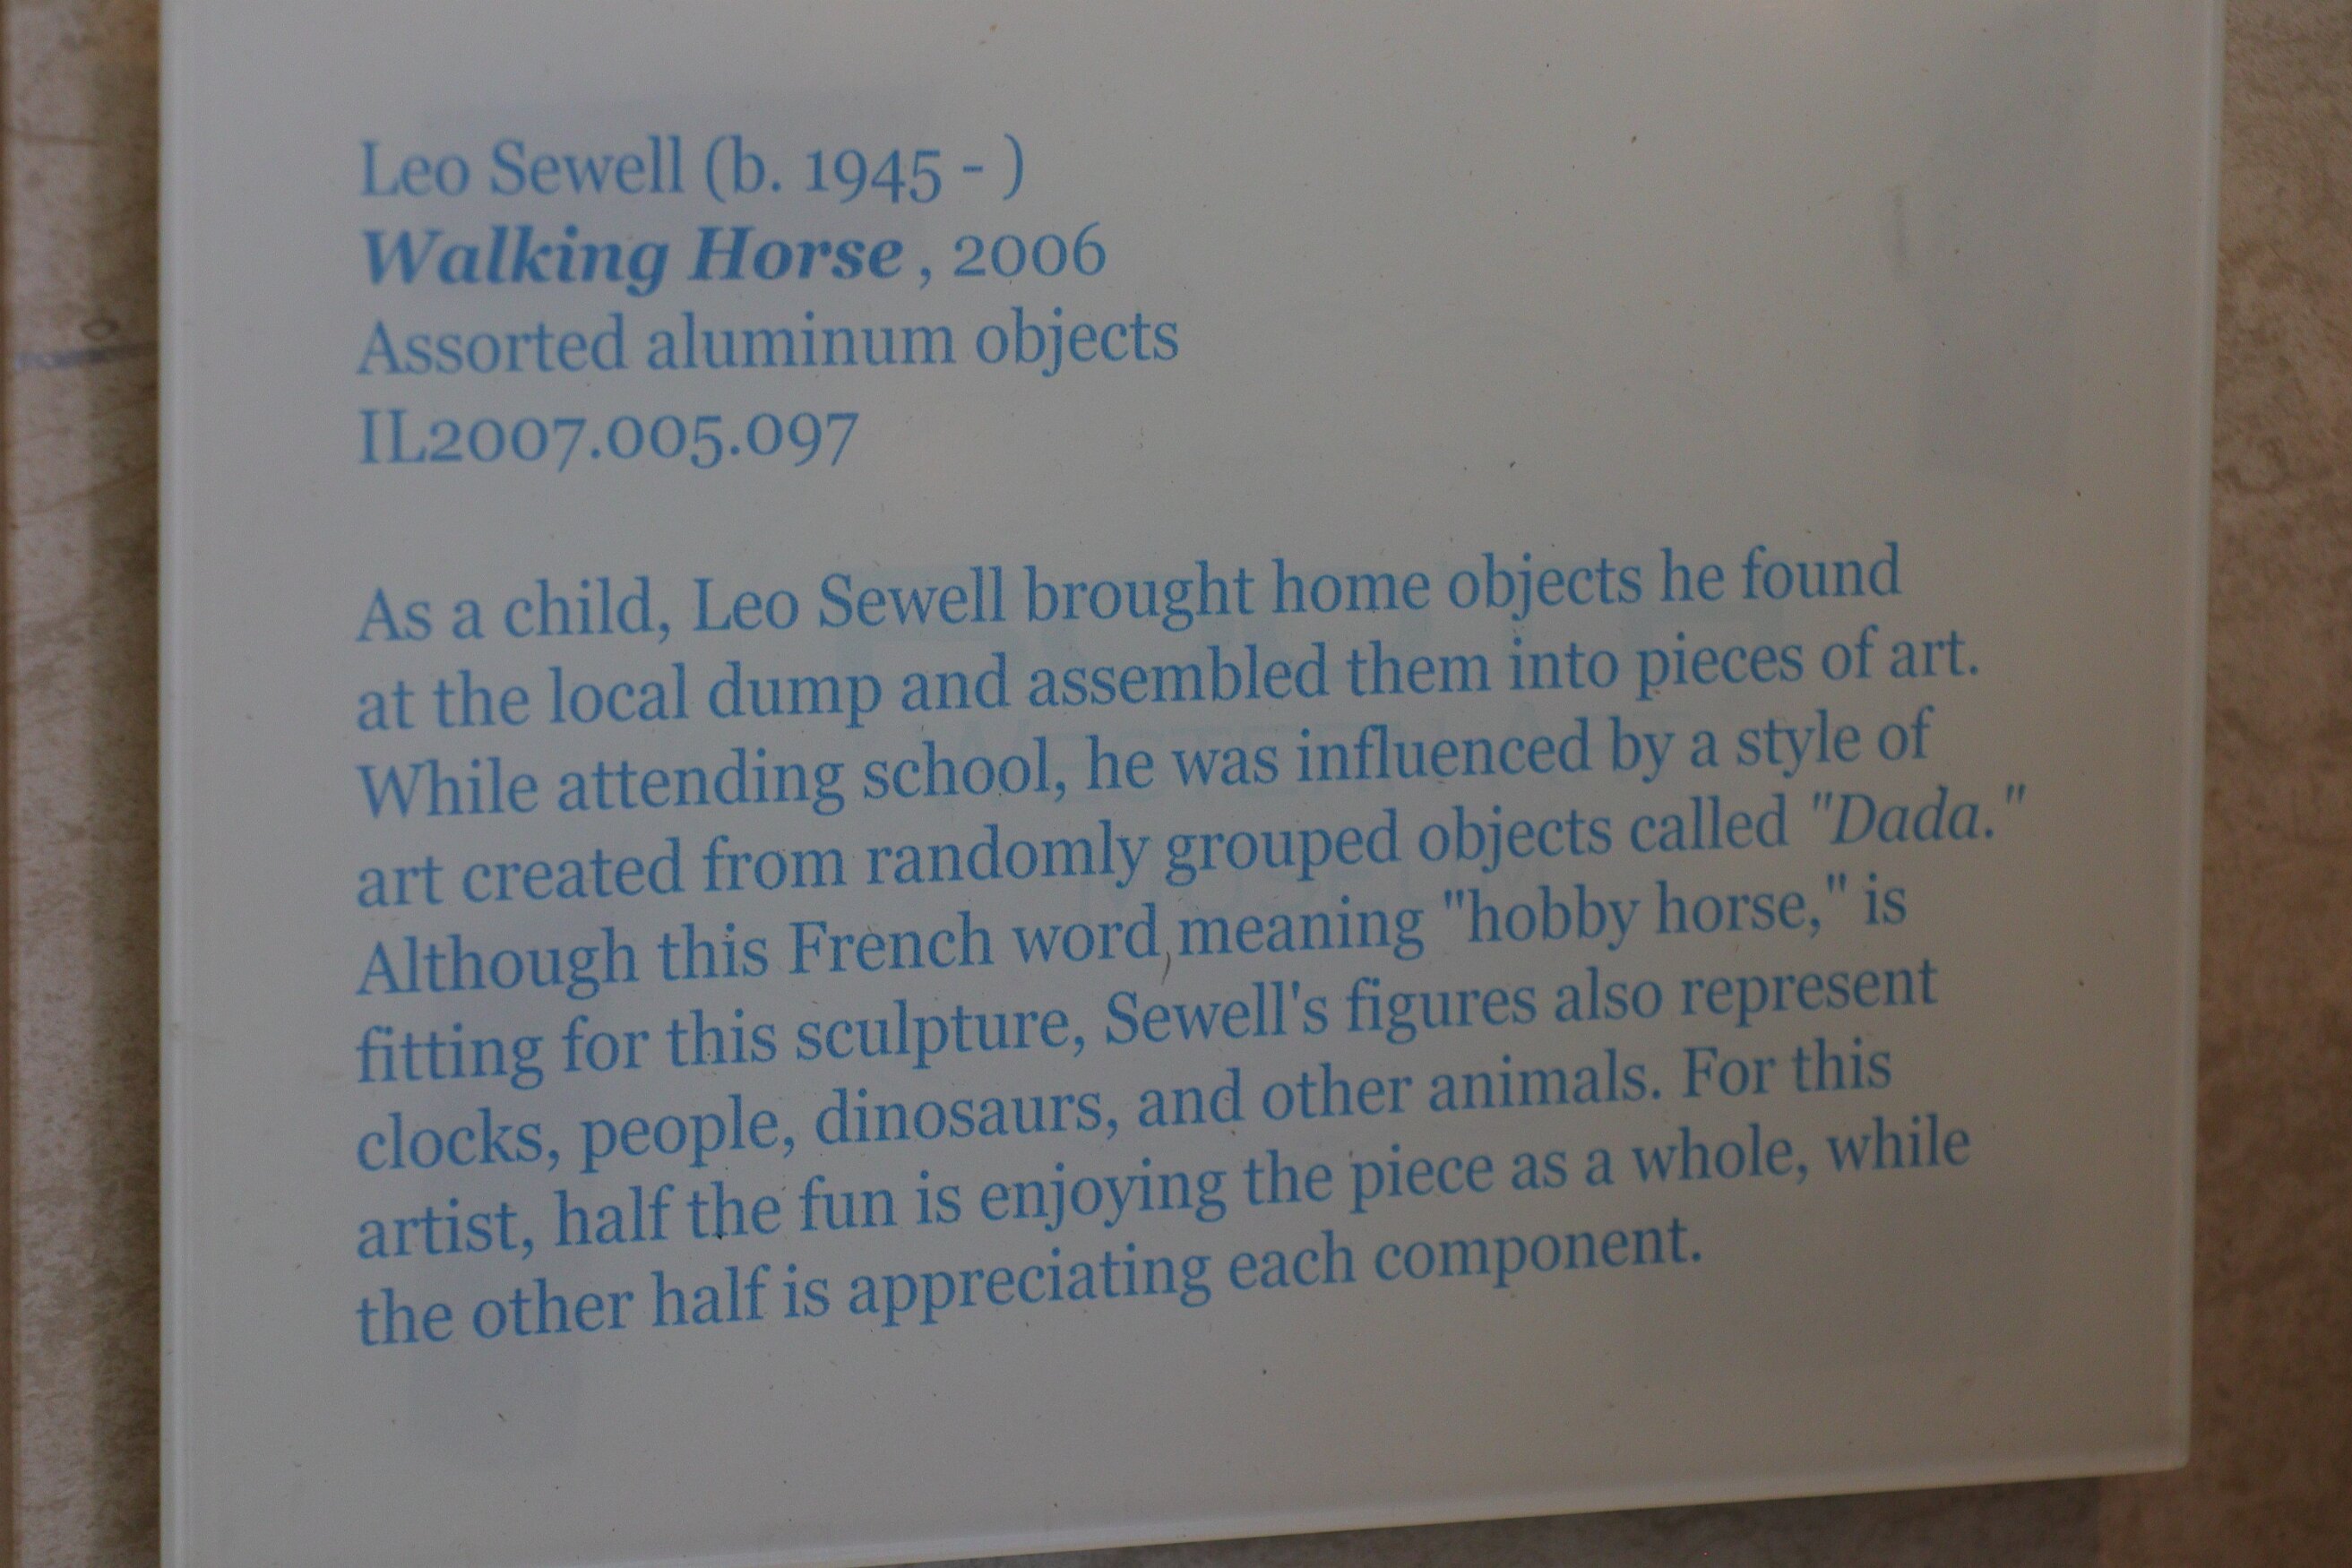 Leo Sewell (b. 1945 - )
Walking Horse , 2006
Assorted aluminum objects
IL2007.005.097
As a child, Leo Sewell brought home objects he found
at the local dump and assembled them into pieces of art.
While attending school, he was influenced by a style of
art created from randomly grouped objects called "Dada."
Although this French word meaning "hobby horse," is
fitting for this sculpture, Sewell's figures also represent
clocks, people, dinosaurs, and other animals. For this
artist, half the fun is enjoying the piece as a whole, while
the other half is appreciating each component.